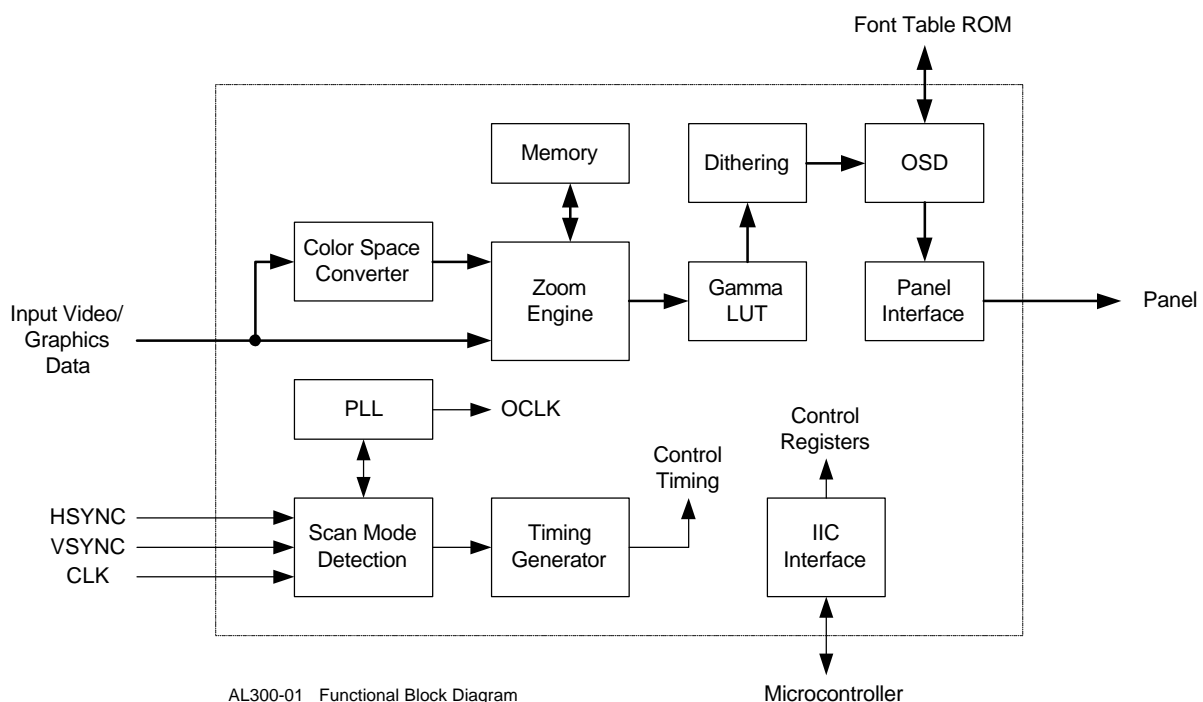 Font Table ROM
Memory
Dithering
OSD
Color Space
Converter
Zoom
Engine
Gamma
LUT
Panel
Interface
Panel
Input Video/
Graphics
Data
PLL
OCLK
Control
Registers
Control
Timing
HSYNC
VSYNC
CLK
Scan Mode
Detection
Timing
Generator
IIC
Interface
AL300-01 Functional Block Diagram
Microcontroller